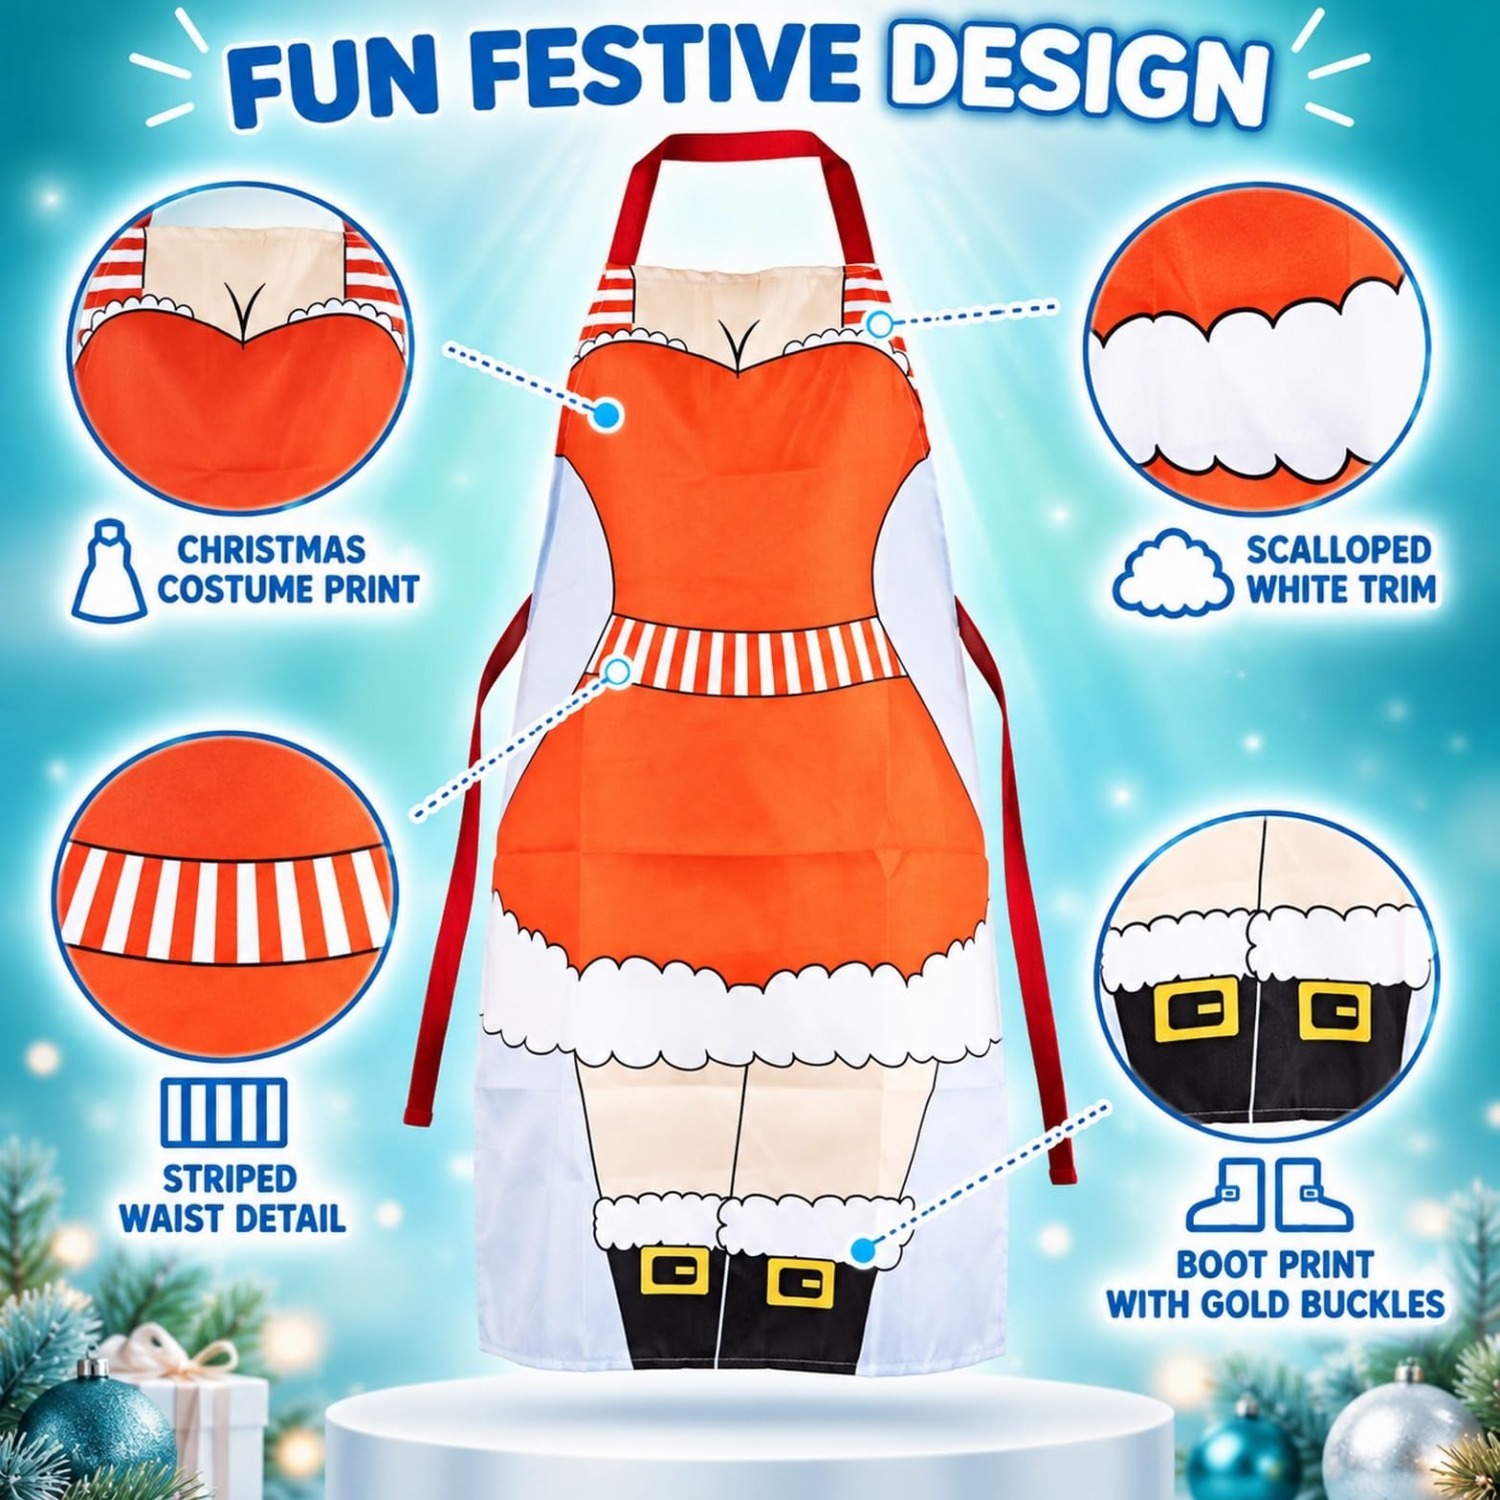 FUN FESTIVE DESIGN
CHRISTMAS
COSTUME PRINT
SCALLOPED
WHITE TRIM
STRIPED
WAIST DETAIL
BOOT PRINT
WITH GOLD BUCKLES